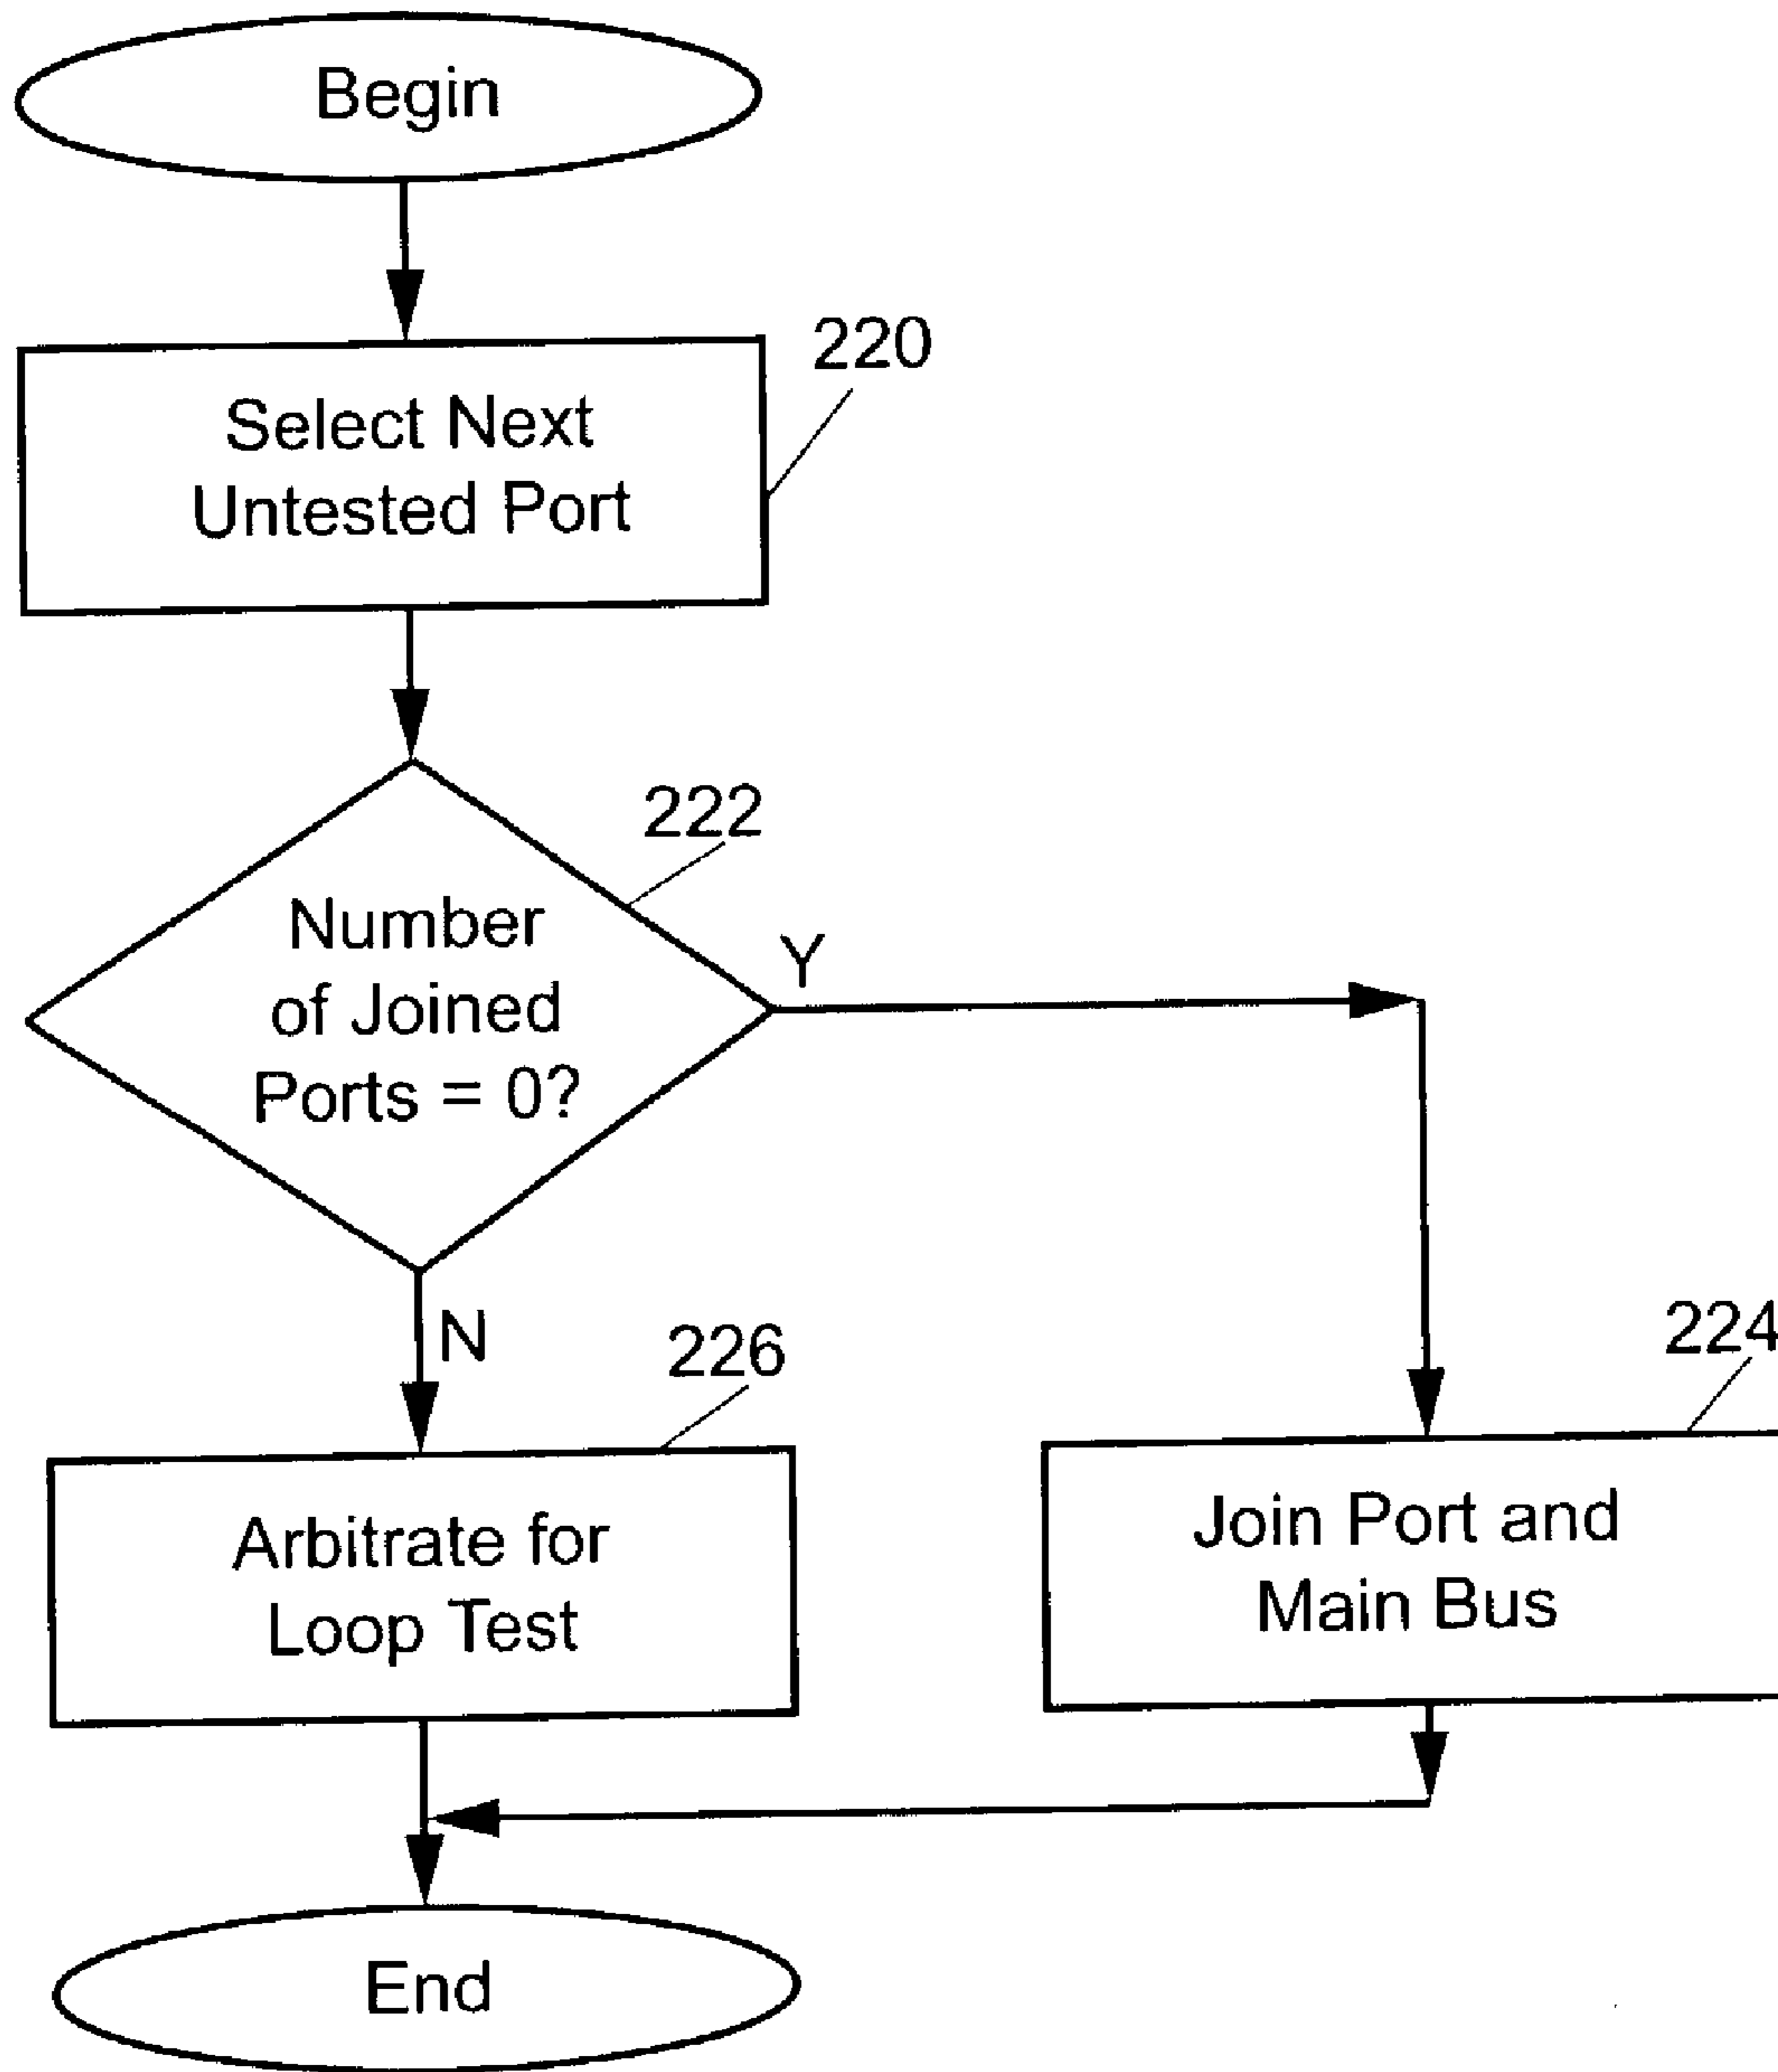 Begin
220
Select Next
Untested Port
222
Number
of Joined
Ports = 0?
Y
N
226
224
Arbitrate for
Loop Test
Join Port and
Main Bus
End